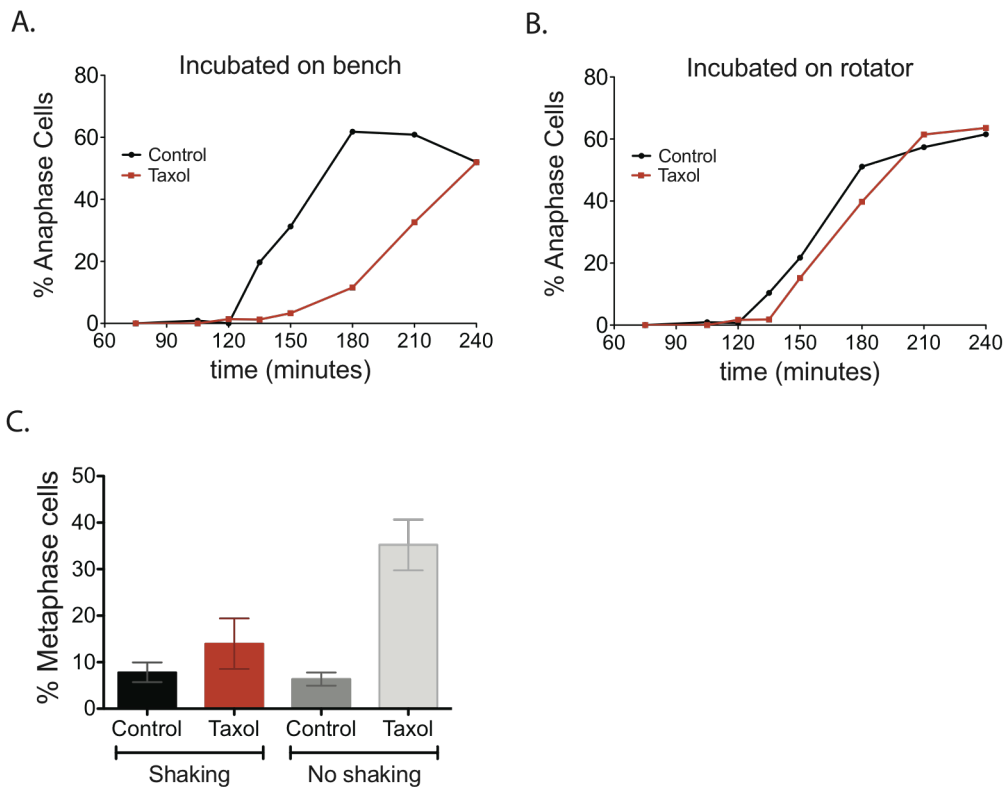 A.
Incubated on bench
80
60
40
20
0
% Anaphase Cells
Control
Taxol
60 90 120 150 180 210 240
time (minutes)
B.
Incubated on rotator
80
60
40
20
0
% Anaphase Cells
Control
Taxol
60 90 120 150 180 210 240
time (minutes)
C.
50
40
30
20
10
0
% Metaphase cells
Control Taxol Control Taxol
Shaking No shaking